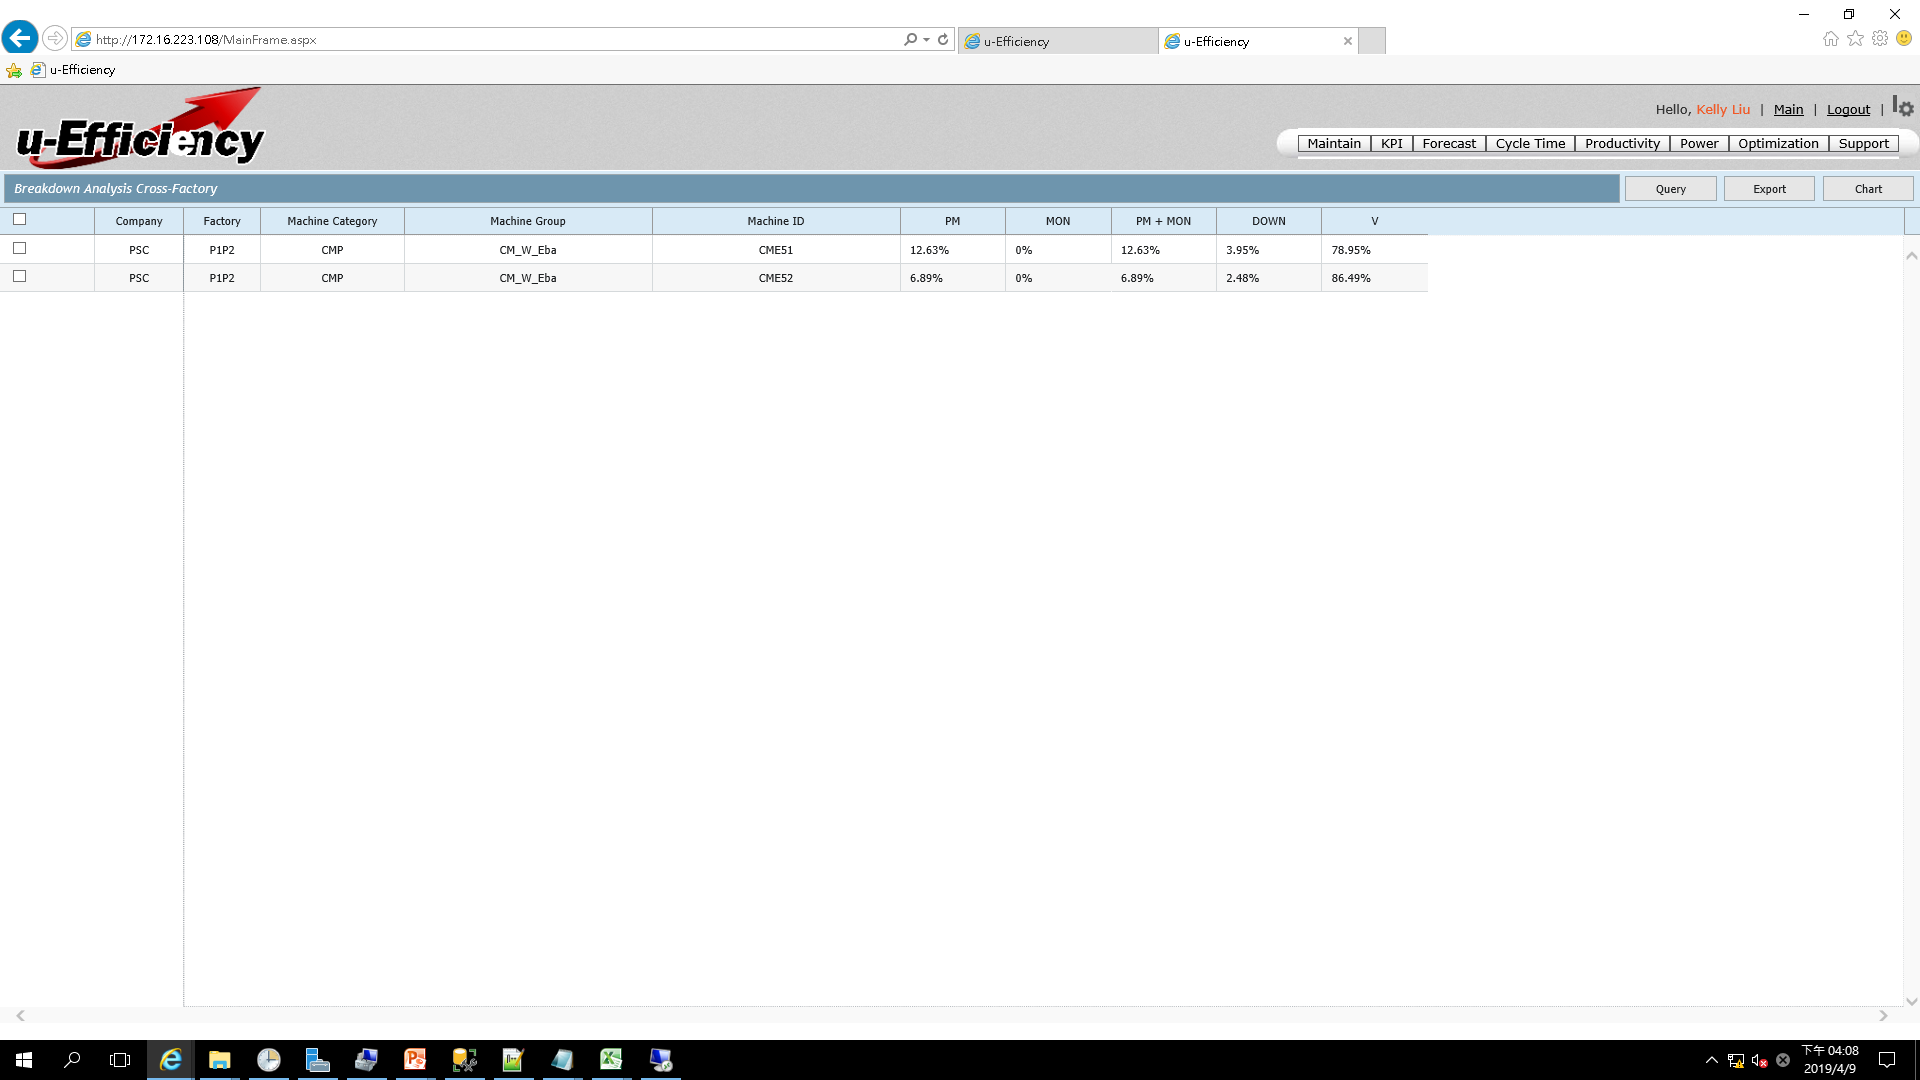 http://172.16.223.108/MainFrame.aspx
u-Efficiency
u-Efficiency
u-Efficiency
u-Efficiency
Hello, Kelly Liu | Main | Logout |
Maintain KPI Forecast Cycle Time Productivity Power Optimization Support
Breakdown Analysis Cross-Factory
Query Export Chart
Company Factory Machine Category Machine Group Machine ID PM MON PM + MON DOWN V
PSC P1P2 CMP CM_W_Eba CME51 12.63% 0% 12.63% 3.95% 78.95%
PSC P1P2 CMP CM_W_Eba CME52 6.89% 0% 6.89% 2.48% 86.49%
下午 04:08
2019/4/9